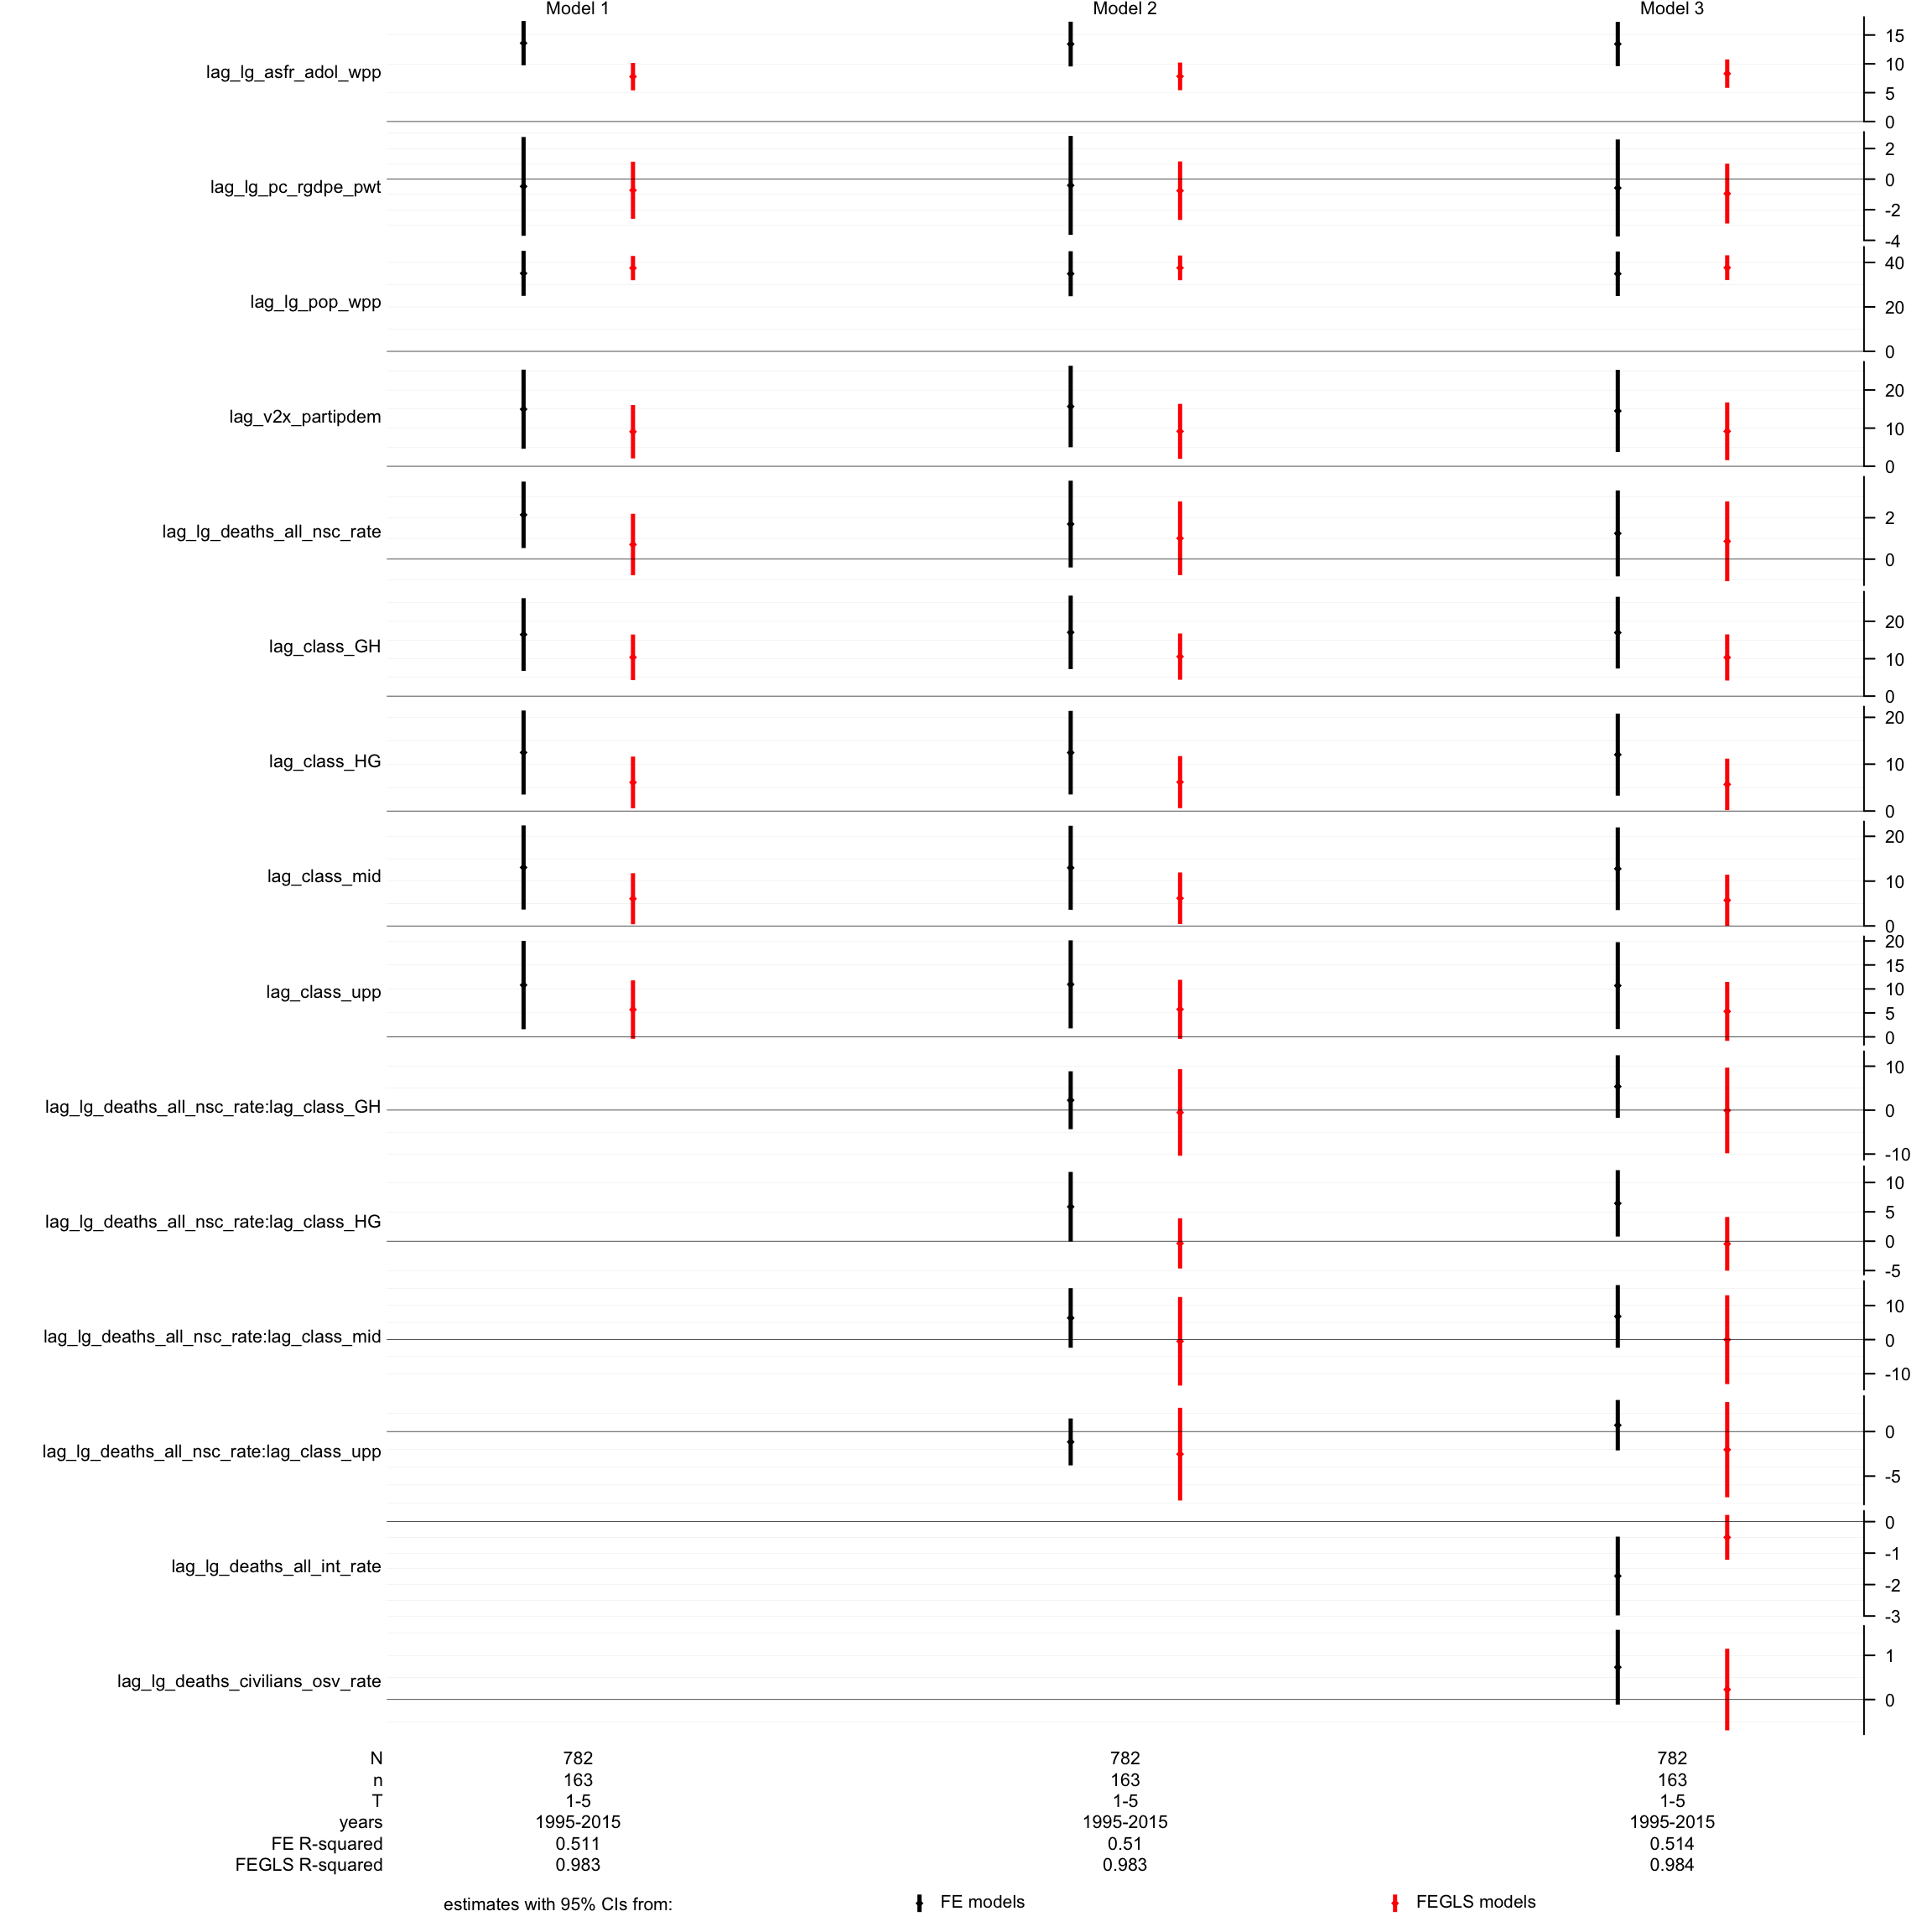 Model 1 Model 2 Model 3
lag_lg_asfr_adol_wpp 15 10 5 0
lag_lg_pc_rgdpe_pwt 2 0 -2 -4
lag_lg_pop_wpp 40 20 0
lag_v2x_partipdem 20 10 0
lag_lg_deaths_all_nsc_rate 2 0
lag_class_GH 20 10 0
lag_class_HG 20 10 0
lag_class_mid 20 10 0
lag_class_upp 20 15 10 5 0
lag_lg_deaths_all_nsc_rate:lag_class_GH 10 0 -10
lag_lg_deaths_all_nsc_rate:lag_class_HG 10 5 0 -5
lag_lg_deaths_all_nsc_rate:lag_class_mid 10 0 -10
lag_lg_deaths_all_nsc_rate:lag_class_upp 0 -5
lag_lg_deaths_all_int_rate 0 -1 -2 -3
lag_lg_deaths_civilians_osv_rate 1 0
N 782 782 782
n 163 163 163
T 1-5 1-5 1-5
years 1995-2015 1995-2015 1995-2015
FE R-squared 0.511 0.51 0.514
FEGLS R-squared 0.983 0.983 0.984
estimates with 95% CIs from: FE models FEGLS models